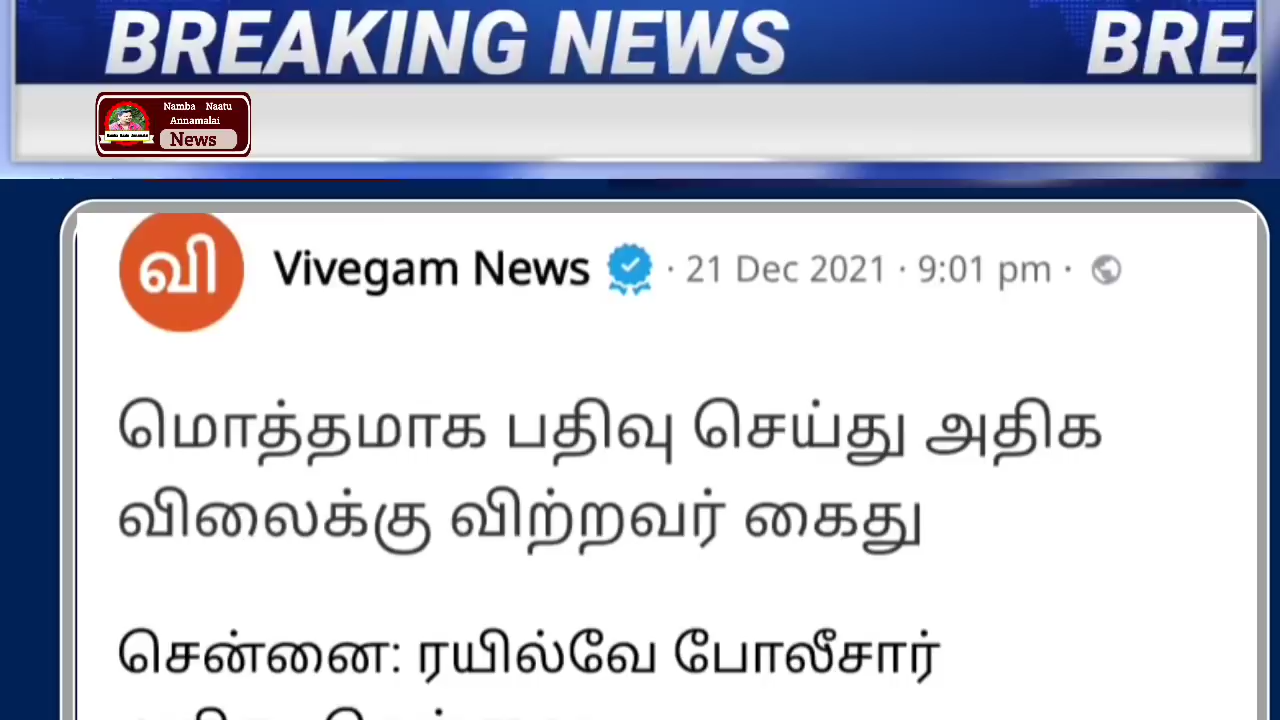 BREAKING NEWS BREA
Namba Naatu
Annamalai
News
வி
Vivegam News · 21 Dec 2021 · 9:01 pm ·
மொத்தமாக பதிவு செய்து அதிக
விலைக்கு விற்றவர் கைது
சென்னை: ரயில்வே போலீசார்